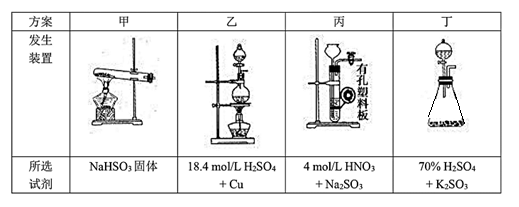 方案 甲 乙 丙 丁
发生
装置
有孔塑料板
所选
试剂
NaHSO₃ 固体
18.4 mol/L H₂SO₄
+ Cu
4 mol/L HNO₃
+ Na₂SO₃
70% H₂SO₄
+ K₂SO₃